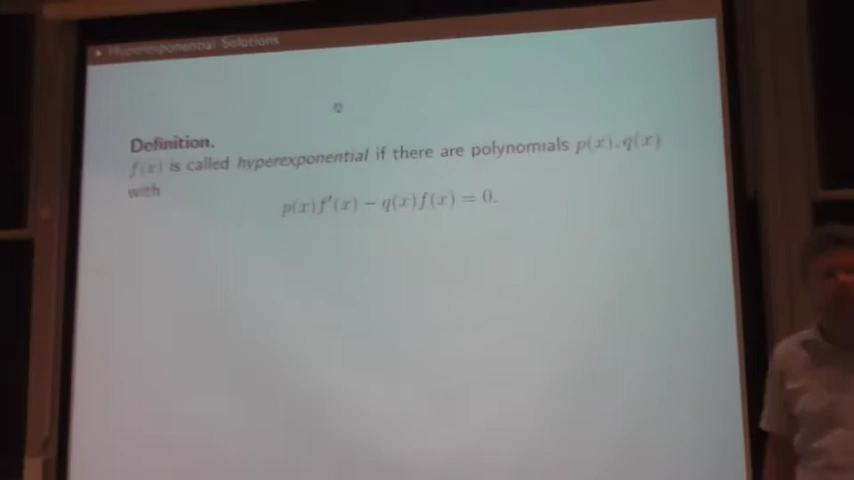 Hyperexponential Solutions
Definition.
f(x) is called hyperexponential if there are polynomials p(x), q(x)
with
p(x)f′(x) − q(x)f(x) = 0.